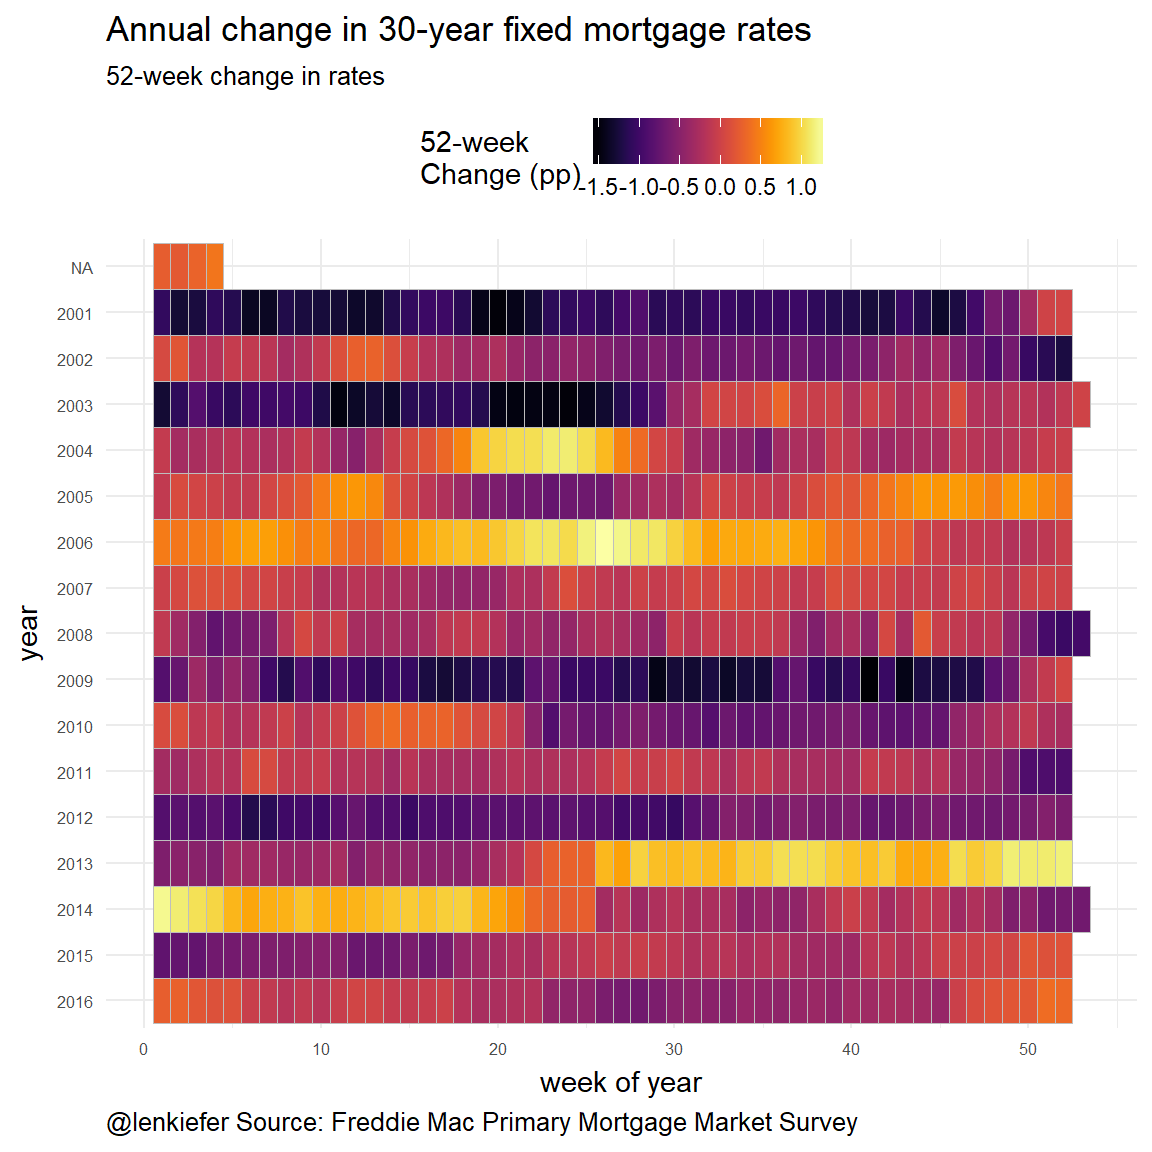 Annual change in 30-year fixed mortgage rates
52-week change in rates
52-week
Change (pp)
-1.5 -1.0 -0.5 0.0 0.5 1.0
NA
2001
2002
2003
2004
2005
2006
2007
2008
2009
2010
2011
2012
2013
2014
2015
2016
year
0 10 20 30 40 50
week of year
@lenkiefer Source: Freddie Mac Primary Mortgage Market Survey